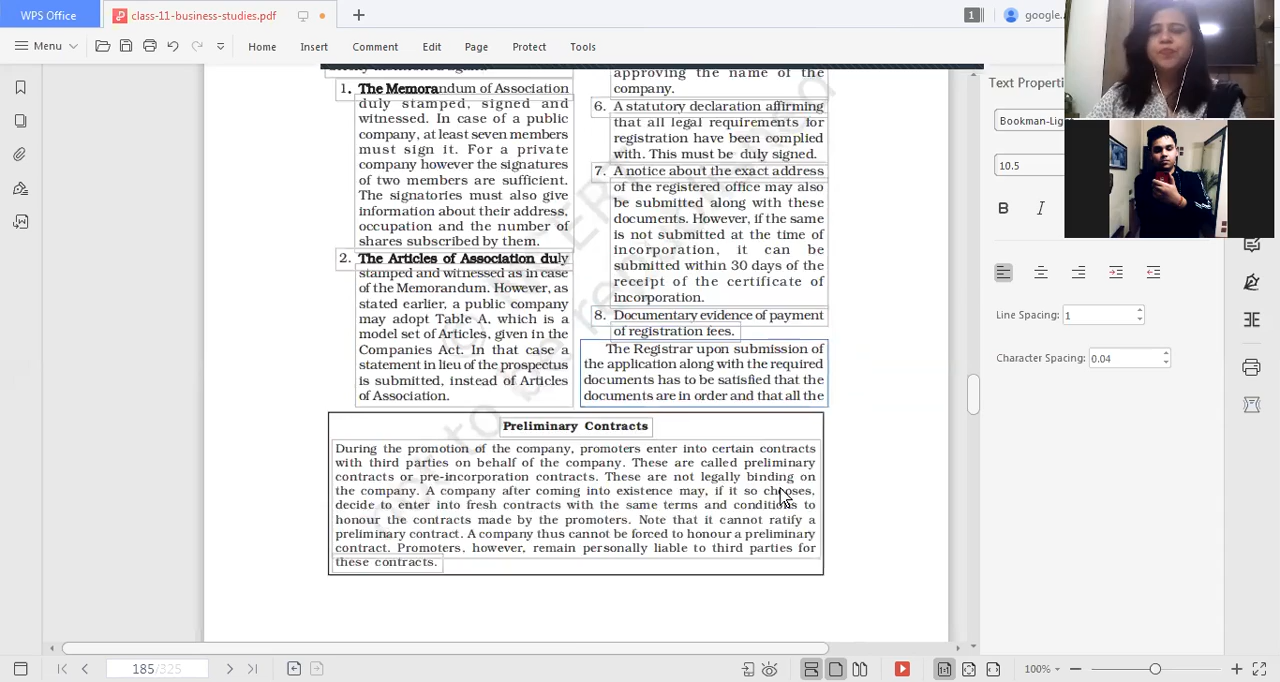 WPS Office
class-11-business-studies.pdf
1
google.
Menu
Home
Insert
Comment
Edit
Page
Protect
Tools
1. The Memorandum of Association
duly stamped, signed and
witnessed. In case of a public
company, at least seven members
must sign it. For a private
company however the signatures
of two members are sufficient.
The signatories must also give
information about their address,
occupation and the number of
shares subscribed by them.
2. The Articles of Association duly
stamped and witnessed as in case
of the Memorandum. However, as
stated earlier, a public company
may adopt Table A, which is a
model set of Articles, given in the
Companies Act. In that case a
statement in lieu of the prospectus
is submitted, instead of Articles
of Association.
approving the name of the
company.
6. A statutory declaration affirming
that all legal requirements for
registration have been complied
with. This must be duly signed.
7. A notice about the exact address
of the registered office may also
be submitted along with these
documents. However, if the same
is not submitted at the time of
incorporation, it can be
submitted within 30 days of the
receipt of the certificate of
incorporation.
8. Documentary evidence of payment
of registration fees.
The Registrar upon submission of
the application along with the required
documents has to be satisfied that the
documents are in order and that all the
Preliminary Contracts
During the promotion of the company, promoters enter into certain contracts
with third parties on behalf of the company. These are called preliminary
contracts or pre-incorporation contracts. These are not legally binding on
the company. A company after coming into existence may, if it so chooses,
decide to enter into fresh contracts with the same terms and conditions to
honour the contracts made by the promoters. Note that it cannot ratify a
preliminary contract. A company thus cannot be forced to honour a preliminary
contract. Promoters, however, remain personally liable to third parties for
these contracts.
Text Properti
Bookman-Lig
10.5
B I
Line Spacing: 1
Character Spacing: 0.04
185/325
100%